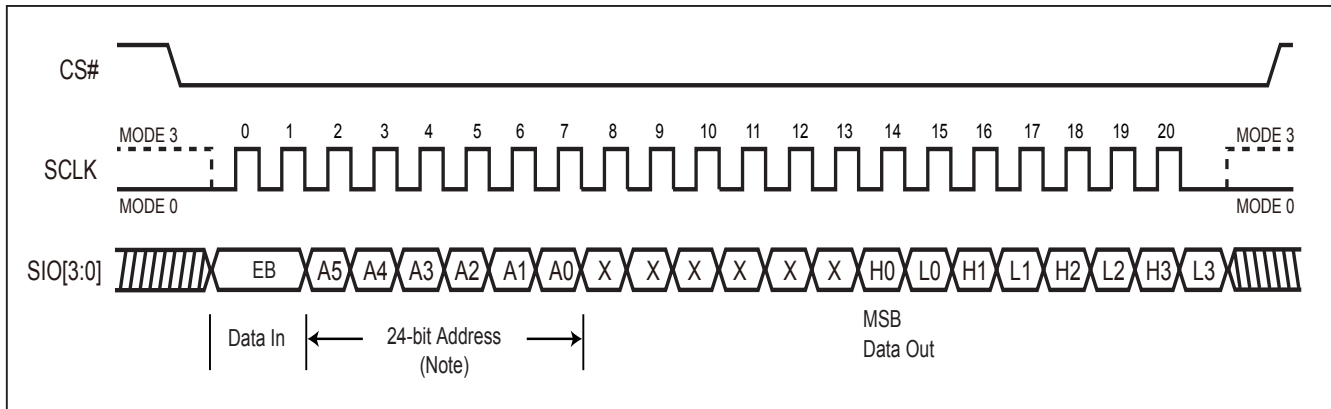 CS#
MODE 3 0 1 2 3 4 5 6 7 8 9 10 11 12 13 14 15 16 17 18 19 20 MODE 3
SCLK
MODE 0 MODE 0
SIO[3:0] EB A5 A4 A3 A2 A1 A0 X X X X X X H0 L0 H1 L1 H2 L2 H3 L3
Data In 24-bit Address
(Note)
MSB
Data Out